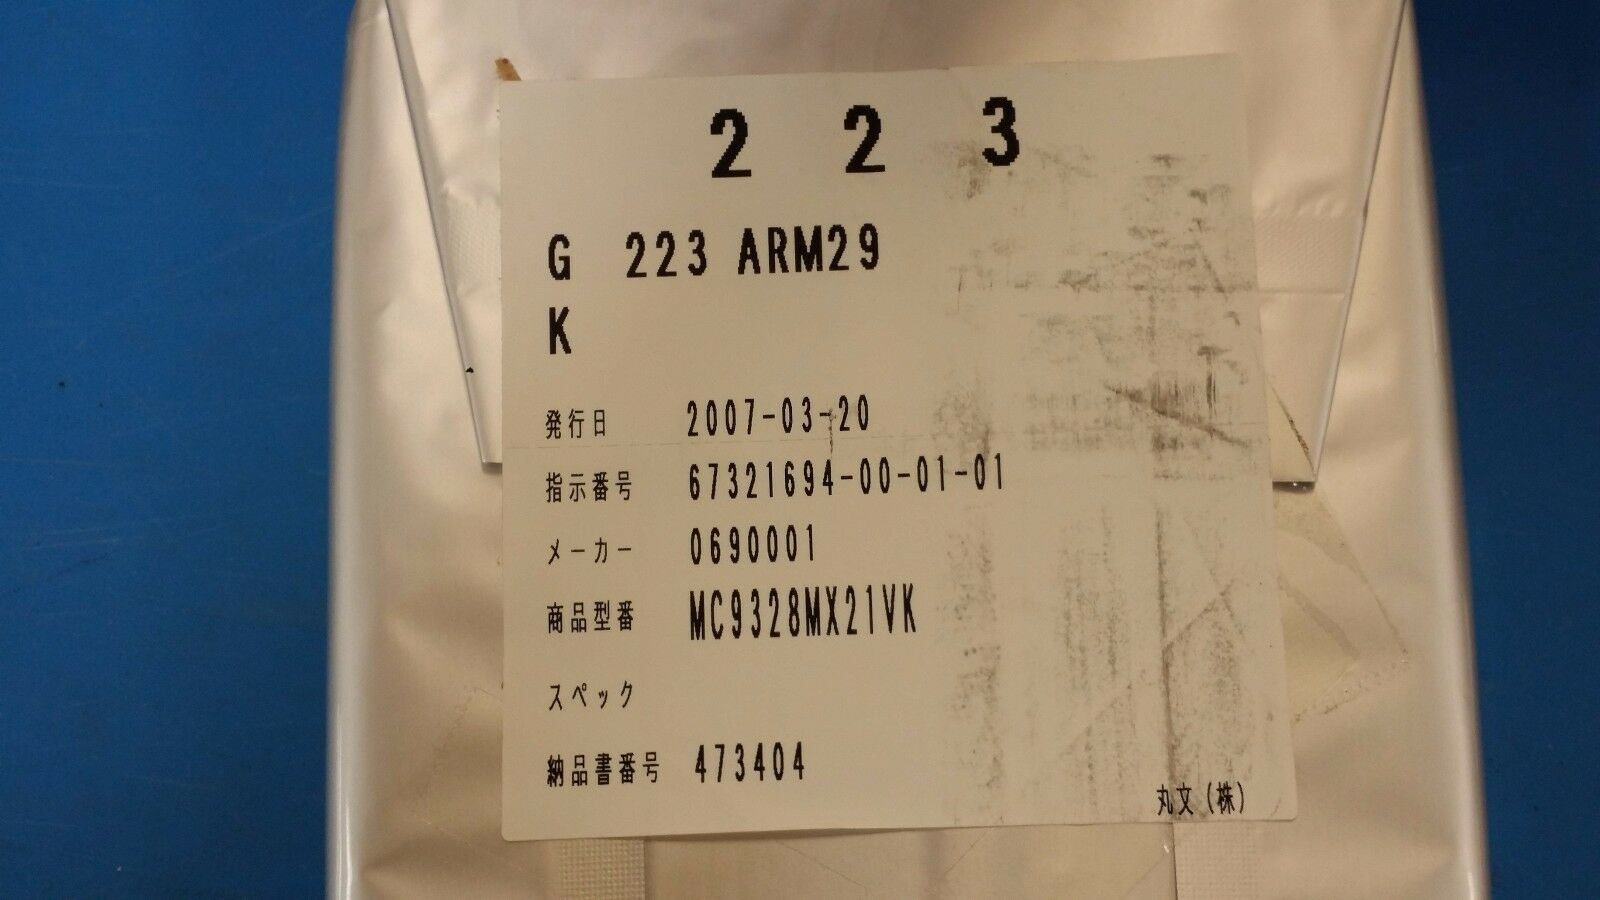 2 2 3
G 223 ARM29
K
発行日 2007-03-20
指示番号 67321694-00-01-01
メーカー 0690001
商品型番 MC9328MX21VK
スペック
納品書番号 473404
丸文(株)